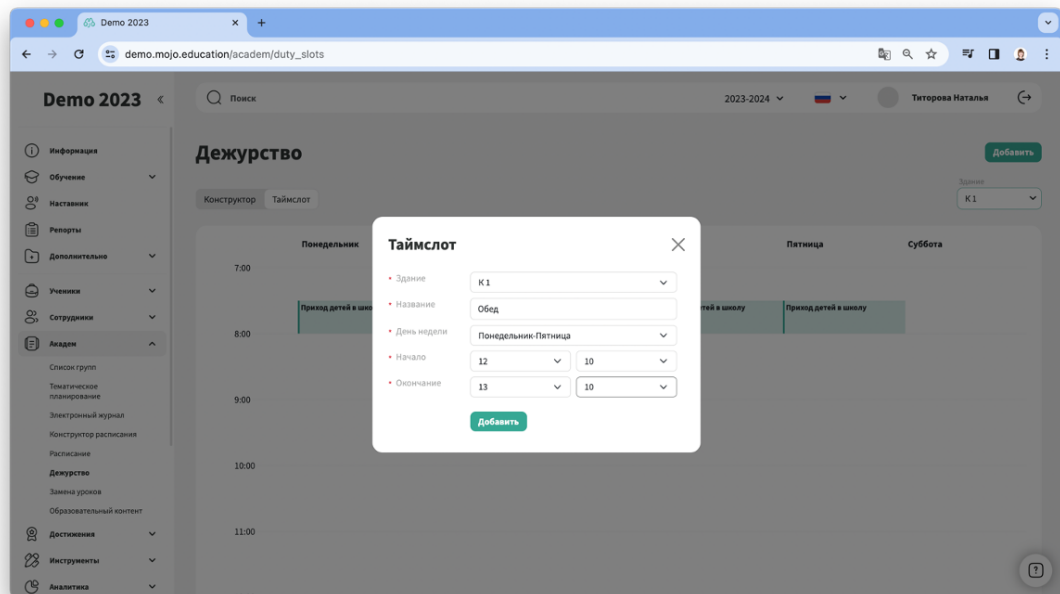 Demo 2023
demo.mojo.education/academ/duty_slots
Demo 2023
Поиск
2023-2024
Титорова Наталья
Информация
Обучение
Наставник
Репорты
Дополнительно
Ученики
Сотрудники
Академ
Список групп
Тематическое
планирование
Электронный журнал
Конструктор расписания
Расписание
Дежурство
Замена уроков
Образовательный контент
Достижения
Инструменты
Аналитика
Дежурство
Добавить
Конструктор Таймслот
Здание
К 1
Понедельник Пятница Суббота
7:00
Приход детей в шко
тей в школу
Приход детей в школу
8:00
9:00
10:00
11:00
Таймслот
• Здание К 1
• Название Обед
• День недели Понедельник-Пятница
• Начало 12 10
• Окончание 13 10
Добавить